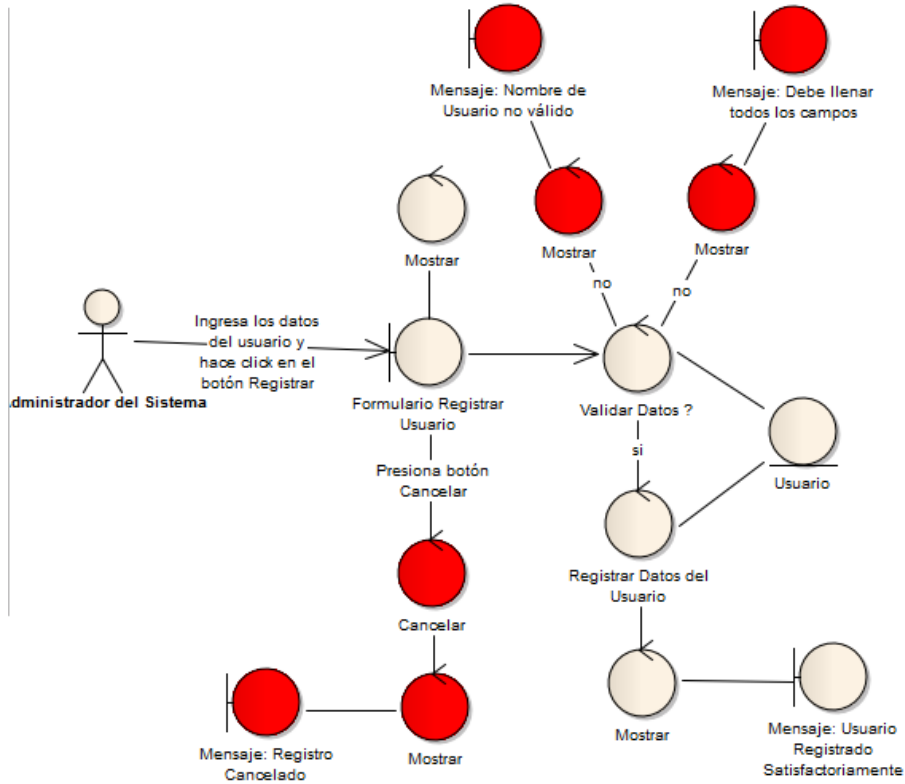 Mensaje: Nombre de
Usuario no válido
Mensaje: Debe llenar
todos los campos
Mostrar
Mostrar
Mostrar
no
no
Ingresa los datos
del usuario y
hace click en el
botón Registrar
dministrador del Sistema
Formulario Registrar
Usuario
Validar Datos ?
si
Usuario
Presiona botón
Cancelar
Registrar Datos del
Usuario
Cancelar
Mensaje: Registro
Cancelado
Mostrar
Mostrar
Mensaje: Usuario
Registrado
Satisfactoriamente